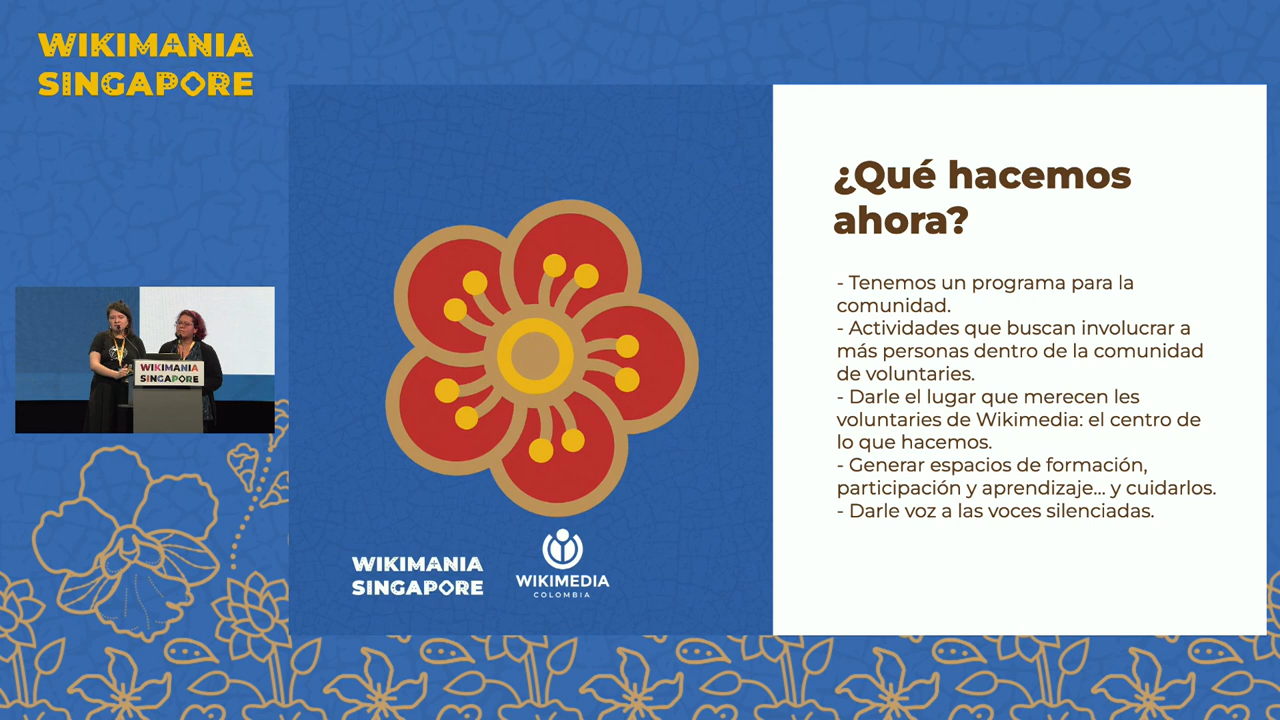 WIKIMANIA
SINGAPORE
WIKIMANIA
SINGAPORE
WIKIMANIA
SINGAPORE
WIKIMEDIA
COLOMBIA
¿Qué hacemos
ahora?
- Tenemos un programa para la
comunidad.
- Actividades que buscan involucrar a
más personas dentro de la comunidad
de voluntaries.
- Darle el lugar que merecen les
voluntaries de Wikimedia: el centro de
lo que hacemos.
- Generar espacios de formación,
participación y aprendizaje... y cuidarlos.
- Darle voz a las voces silenciadas.